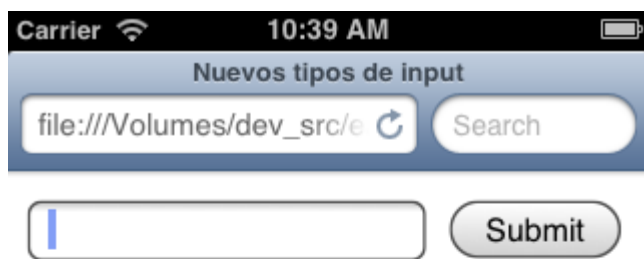 Carrier 10:39 AM
Nuevos tipos de input
file:///Volumes/dev_src/e Search
Submit